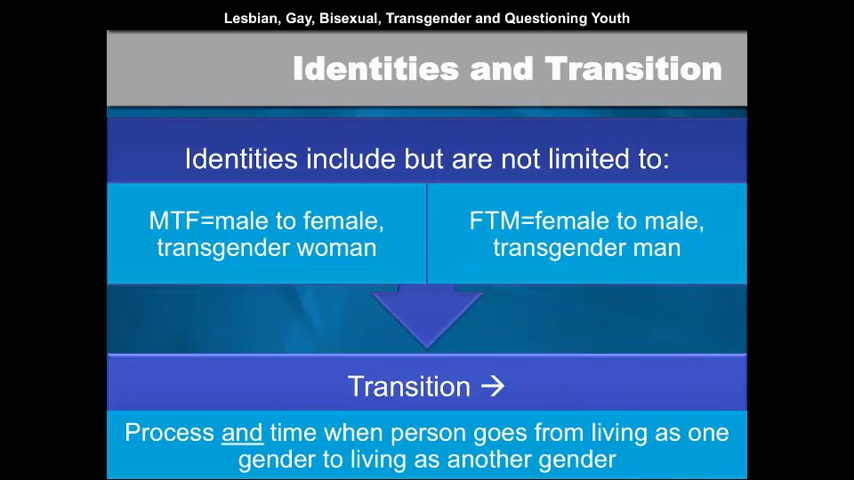 Lesbian, Gay, Bisexual, Transgender and Questioning Youth
Identities and Transition
Identities include but are not limited to:
MTF=male to female,
transgender woman
FTM=female to male,
transgender man
Transition →
Process and time when person goes from living as one
gender to living as another gender